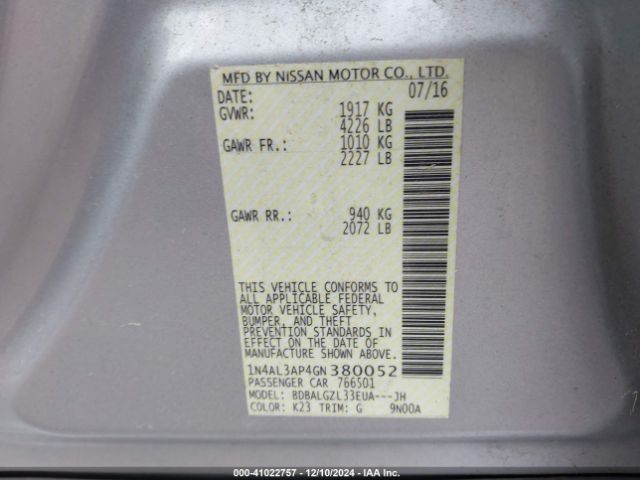 MFD BY NISSAN MOTOR CO., LTD.
DATE: 07/16
GVWR: 1917 KG
4226 LB
GAWR FR.: 1010 KG
2227 LB
GAWR RR.: 940 KG
2072 LB
THIS VEHICLE CONFORMS TO
ALL APPLICABLE FEDERAL
MOTOR VEHICLE SAFETY,
BUMPER, AND THEFT
PREVENTION STANDARDS IN
EFFECT ON THE DATE OF
MANUFACTURE SHOWN ABOVE.
1N4AL3AP4GN380052
PASSENGER CAR 766501
MODEL: BDBALGZL33EUA---JH
COLOR: K23 TRIM: G 9N00A
000-41022757 - 12/10/2024 - IAA Inc.